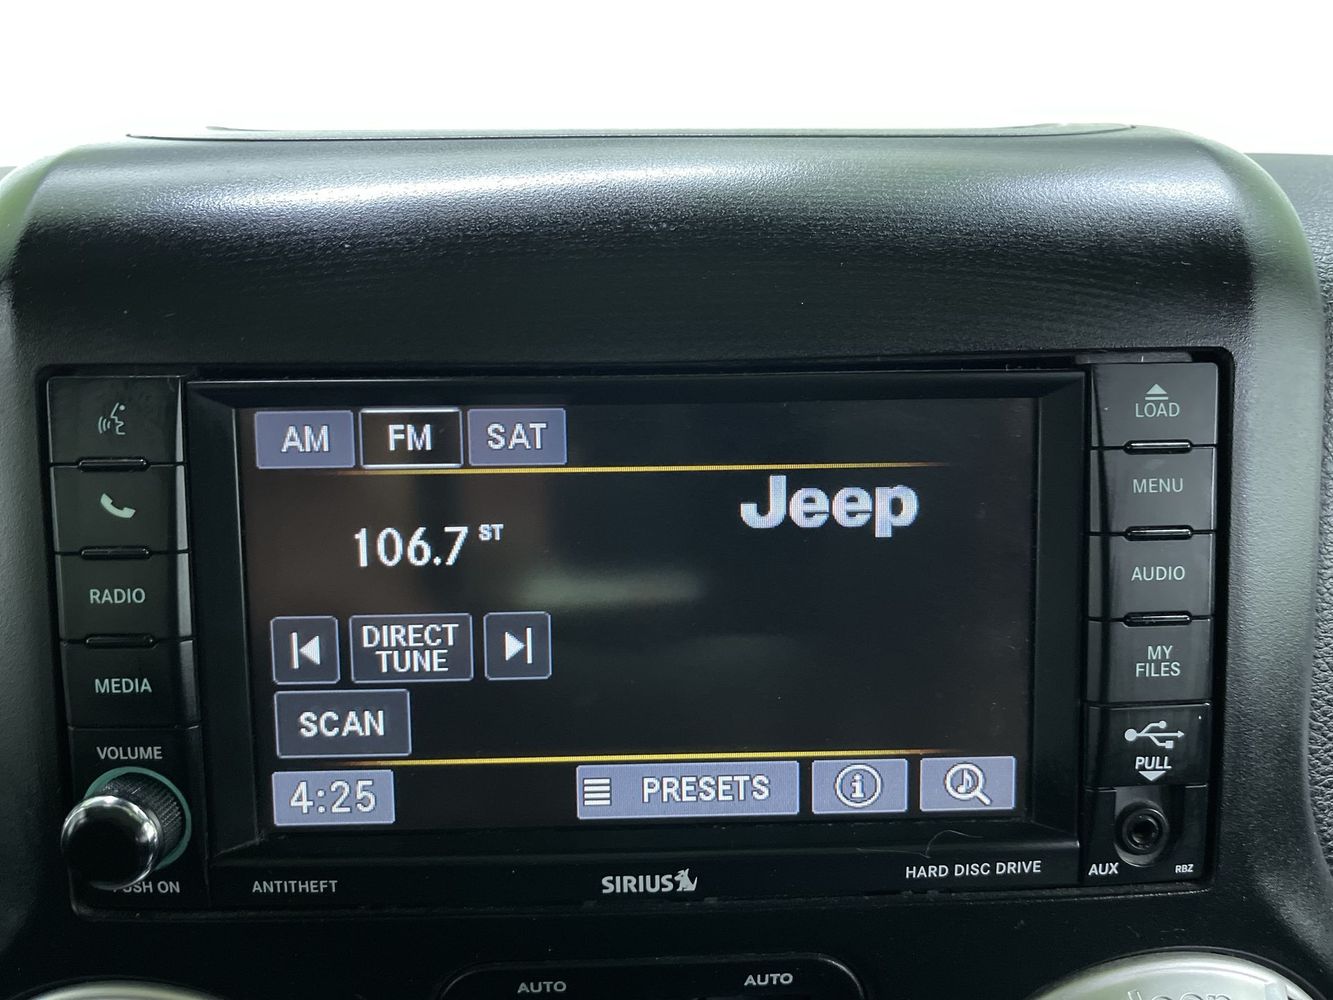 LOAD
AM FM SAT
MENU
Jeep
106.7 ST
AUDIO
RADIO
DIRECT
TUNE
MY
FILES
MEDIA
SCAN
VOLUME
PULL
4:25 PRESETS
PUSH ON
ANTITHEFT
SIRIUS
HARD DISC DRIVE
AUX
RBZ
AUTO
AUTO
Jeep